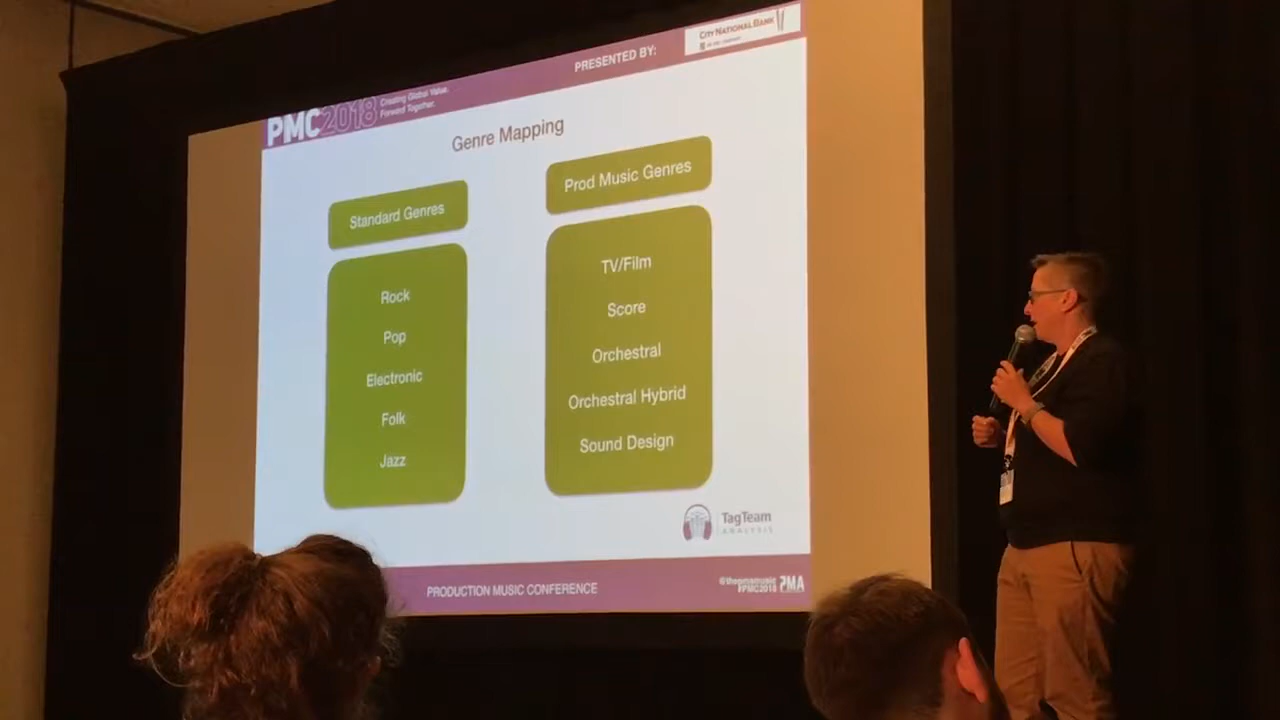 PRESENTED BY:
CITY NATIONAL BANK
PMC2018
Creating Global Value.
Forward Together.
Genre Mapping
Standard Genres
Rock
Pop
Electronic
Folk
Jazz
Prod Music Genres
TV/Film
Score
Orchestral
Orchestral Hybrid
Sound Design
TagTeam
ANALYSIS
PRODUCTION MUSIC CONFERENCE
@thepmamusic
#PMC2018
PMA